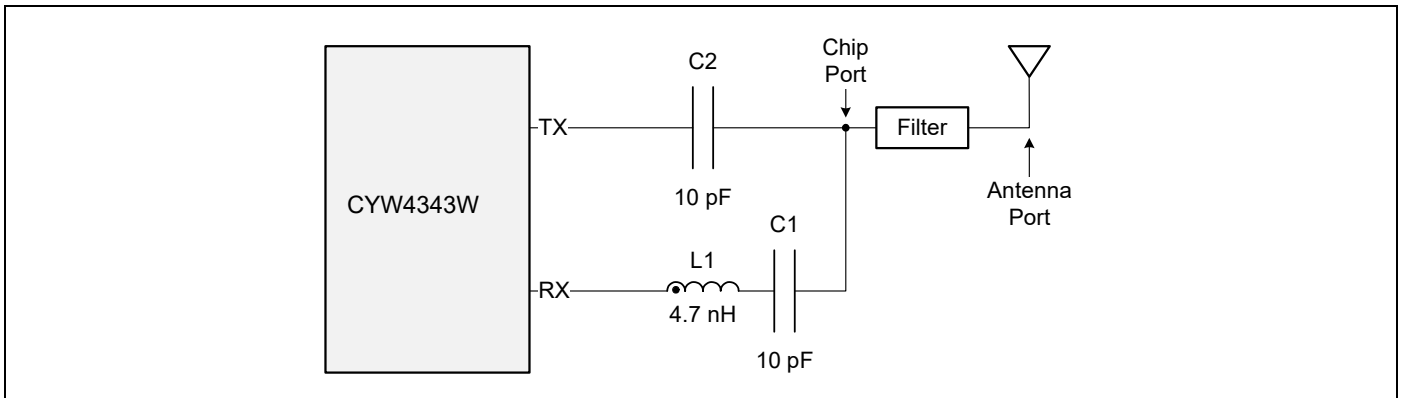 Chip
Port
C2
TX
Filter
10 pF
Antenna
Port
CYW4343W
C1
L1
RX
4.7 nH
10 pF